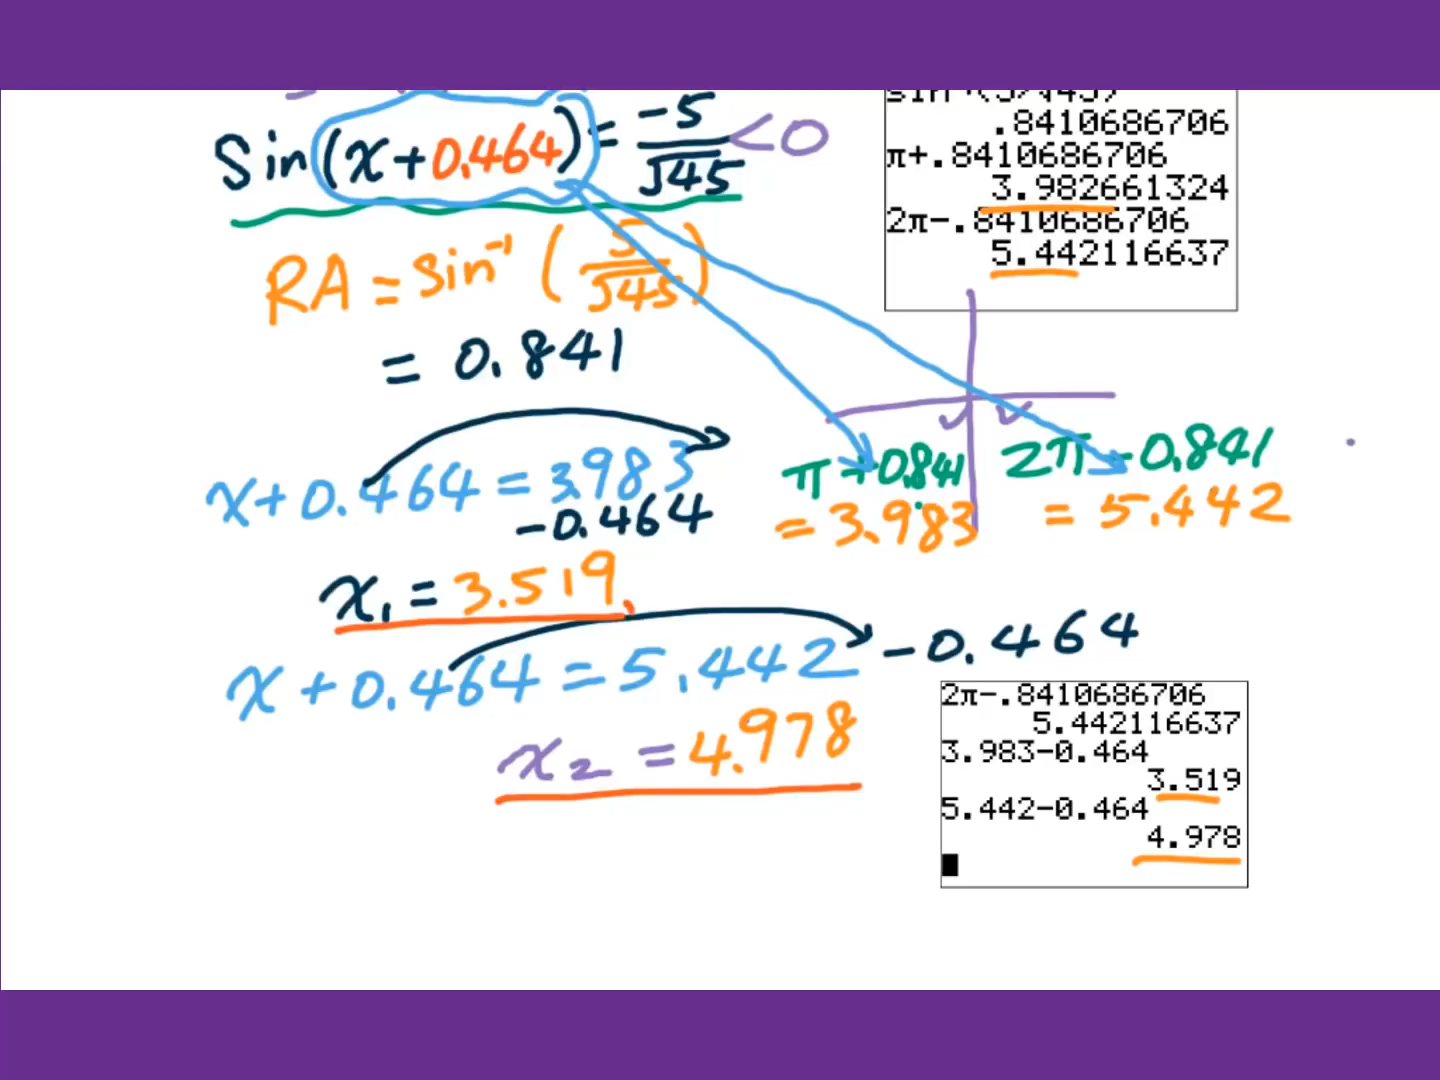 sin(x+0.464) = -5/√45 <0
RA = sin⁻¹(5/√45)
= 0.841
x+0.464 = 3.983
-0.464
x₁ = 3.519,
x+0.464 = 5.442 -0.464
x₂ = 4.978
.8410686706
π+.8410686706
3.982661324
2π-.8410686706
5.442116637
π+0.841
= 3.983
2π-0.841
= 5.442
2π-.8410686706
5.442116637
3.983-0.464
3.519
5.442-0.464
4.978